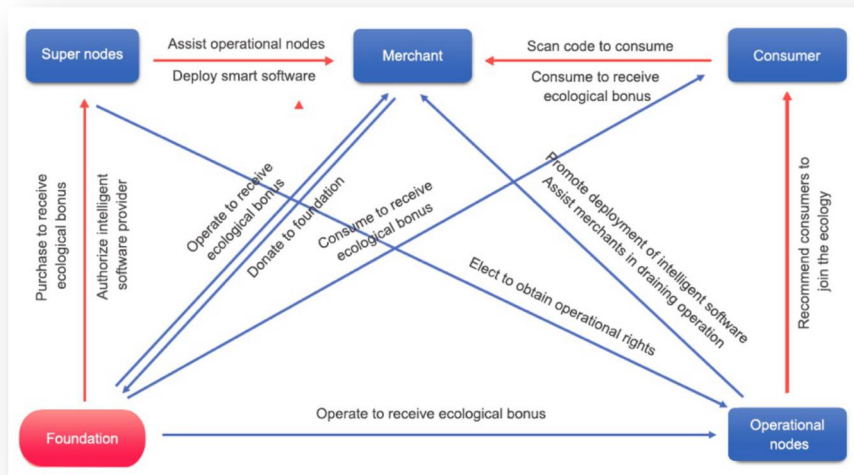 Super nodes
Assist operational nodes
Deploy smart software
Merchant
Scan code to consume
Consume to receive
ecological bonus
Consumer
Purchase to receive
ecological bonus
Authorize intelligent
software provider
Operate to receive
ecological bonus
Donate to foundation
Consume to receive
ecological bonus
Elect to obtain operational rights
Promote deployment of intelligent software
Assist merchants in draining operation
Recommend consumers to
join the ecology
Foundation
Operate to receive ecological bonus
Operational
nodes